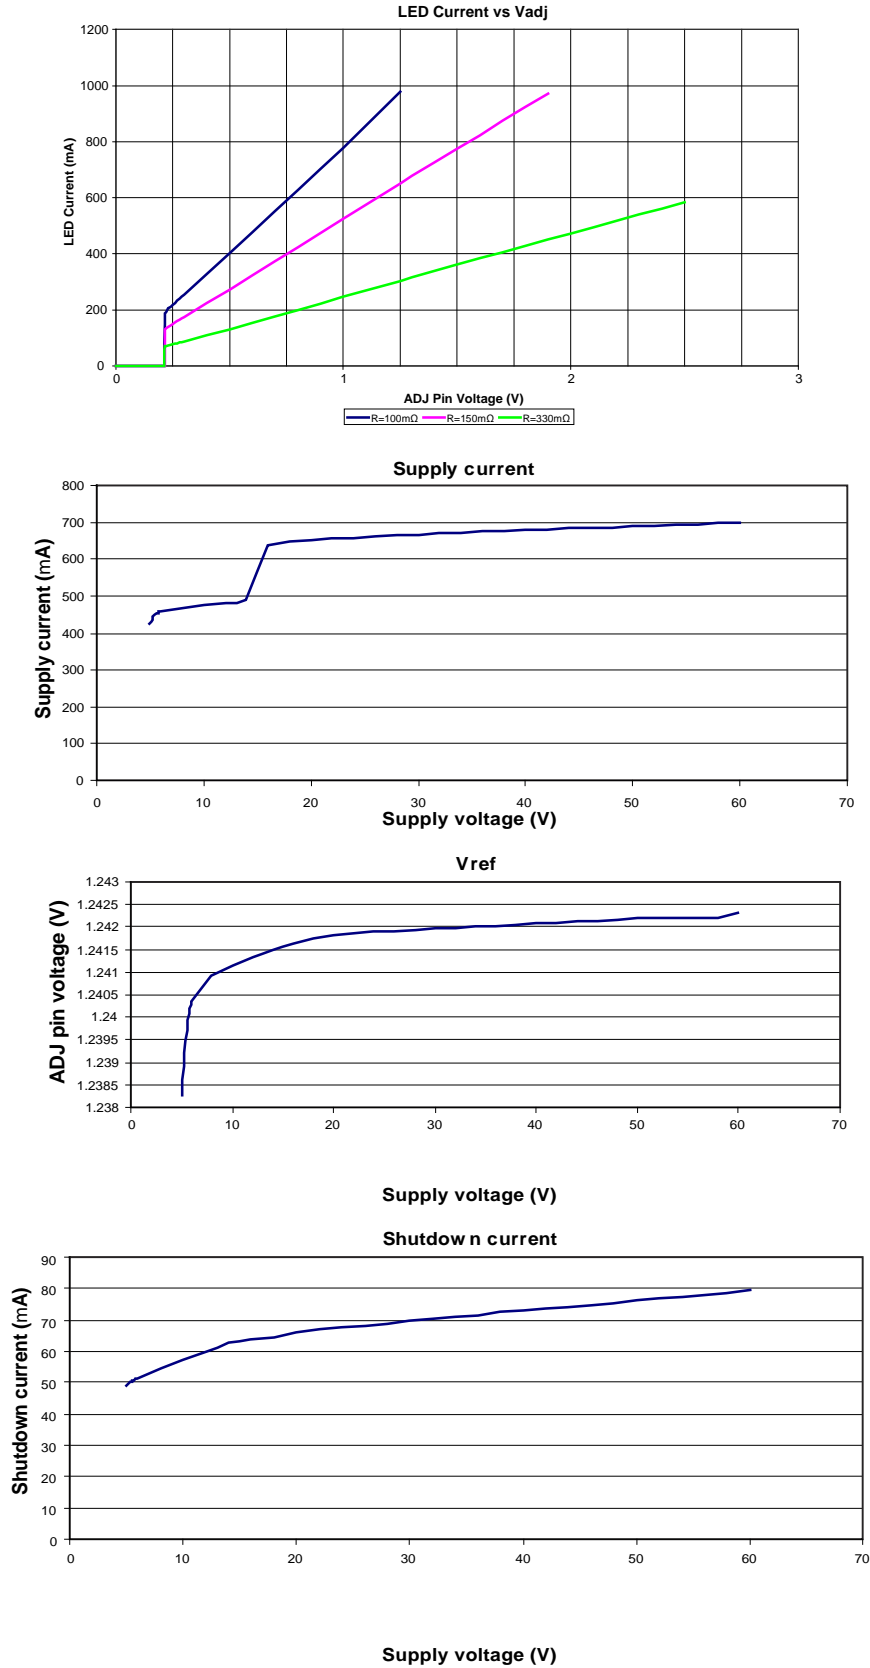 LED Current vs Vadj
1200
1000
800
600
400
200
0
LED Current (mA)
0 1 2 3
ADJ Pin Voltage (V)
R=100mΩ R=150mΩ R=330mΩ
Supply current
800
700
600
500
400
300
200
100
0
Supply current (mA)
0 10 20 30 40 50 60 70
Supply voltage (V)
Vref
1.243
1.2425
1.242
1.2415
1.241
1.2405
1.24
1.2395
1.239
1.2385
1.238
ADJ pin voltage (V)
0 10 20 30 40 50 60 70
Supply voltage (V)
Shutdown current
90
80
70
60
50
40
30
20
10
0
Shutdown current (mA)
0 10 20 30 40 50 60 70
Supply voltage (V)